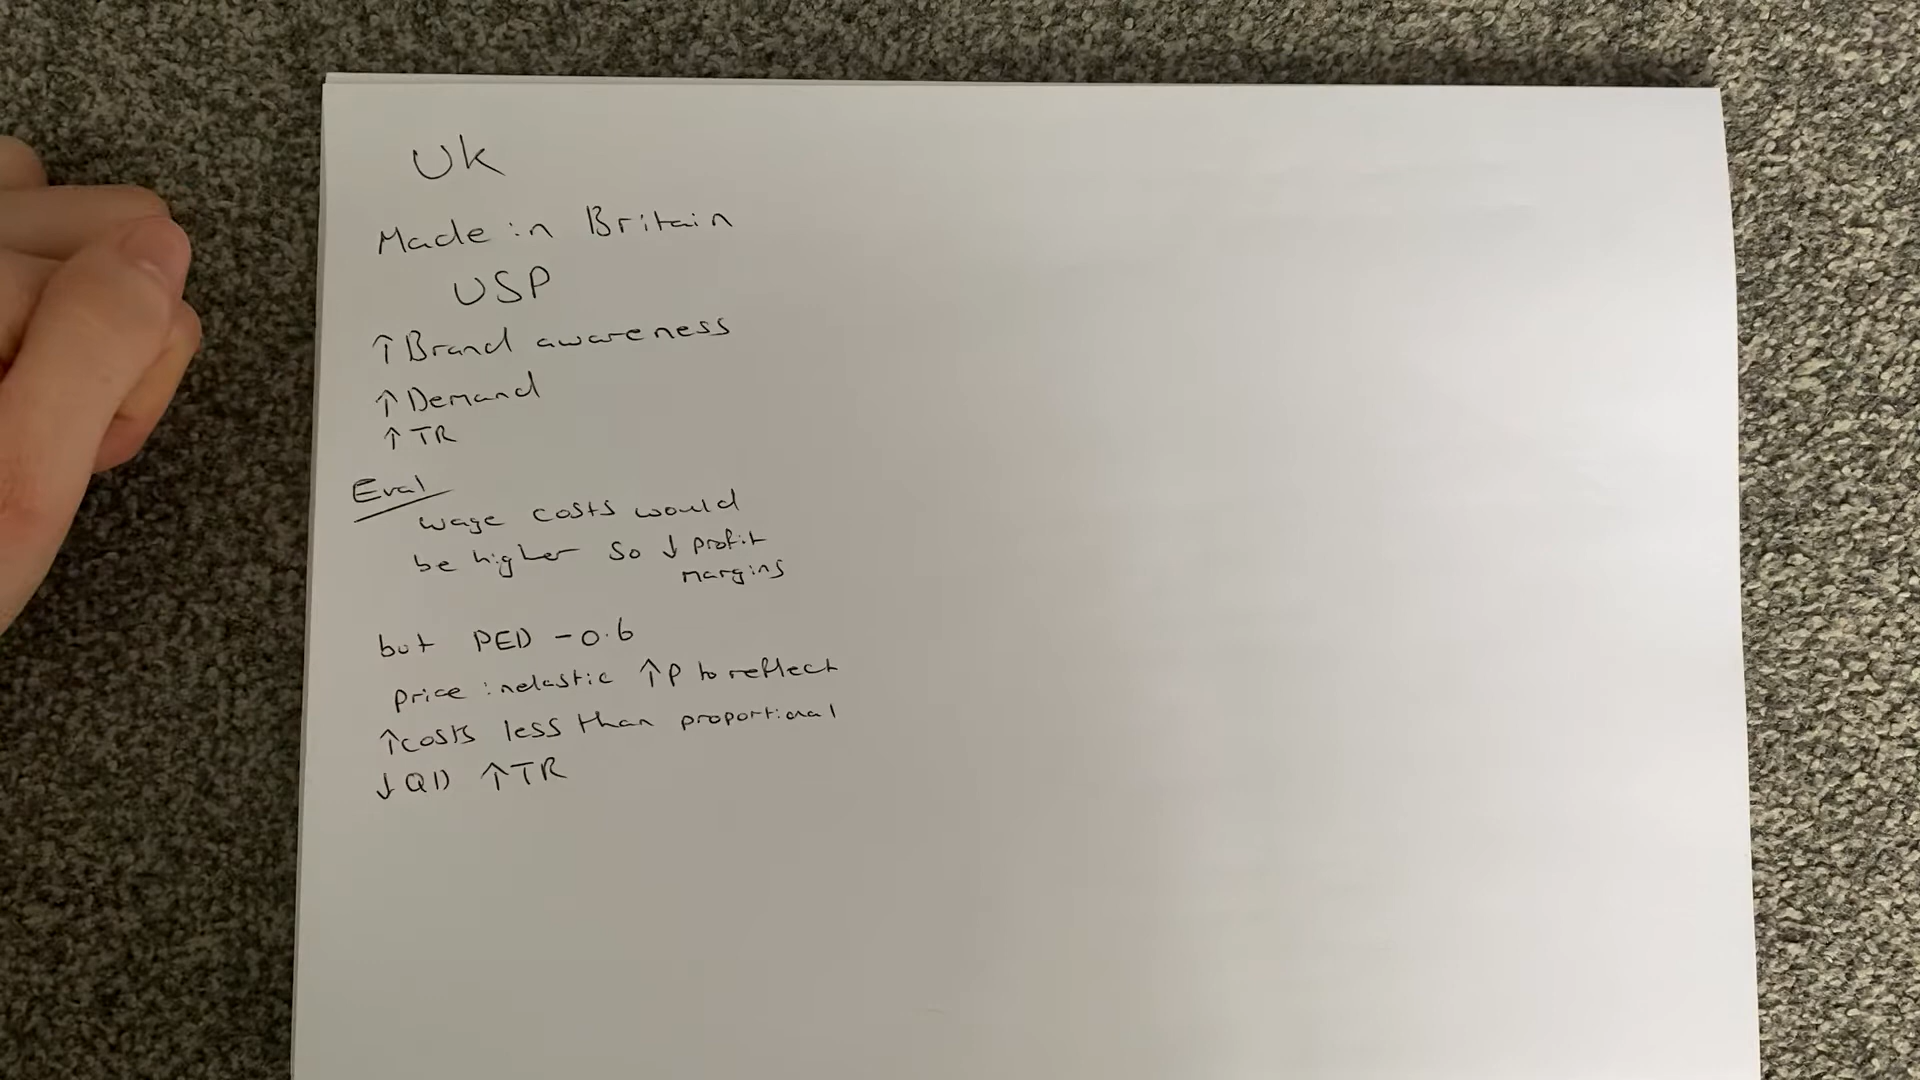 UK
Made in Britain
USP
↑ Brand awareness
↑ Demand
↑ TR
Eval
wage costs would
be higher so ↓ profit
margins
but PED -0.6
price inelastic ↑P to reflect
↑costs less than proportional
↓QD ↑TR